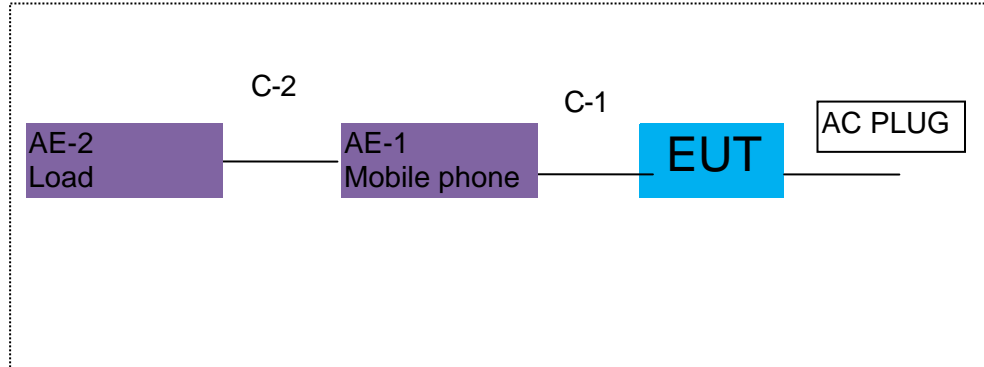 C-2
C-1
AE-2
Load
AE-1
Mobile phone
EUT
AC PLUG